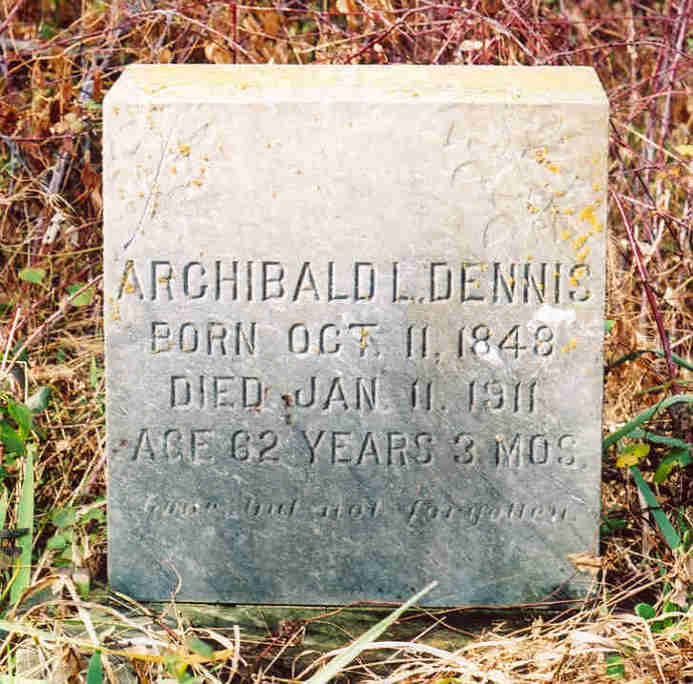 ARCHIBALD L. DENNIS
BORN OCT. 11, 1848
DIED JAN. 11. 1911
AGE 62 YEARS 3 MOS.
Gone but not forgotten.